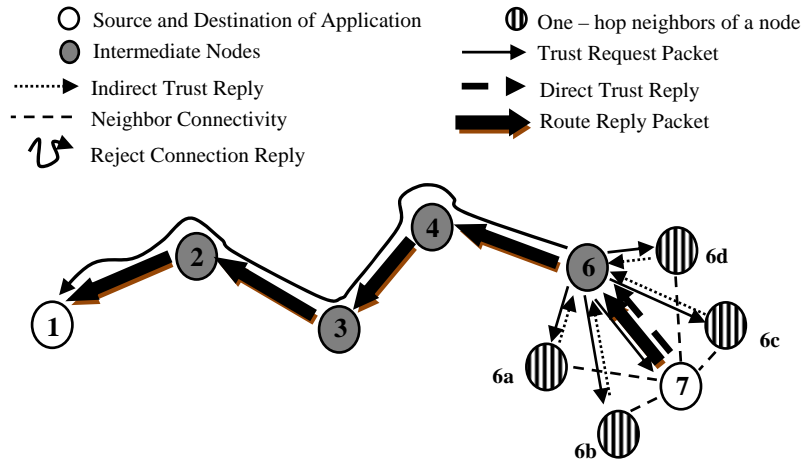 Source and Destination of Application
Intermediate Nodes
Indirect Trust Reply
Neighbor Connectivity
Reject Connection Reply
One – hop neighbors of a node
Trust Request Packet
Direct Trust Reply
Route Reply Packet
1
2
3
4
6
7
6a
6b
6c
6d